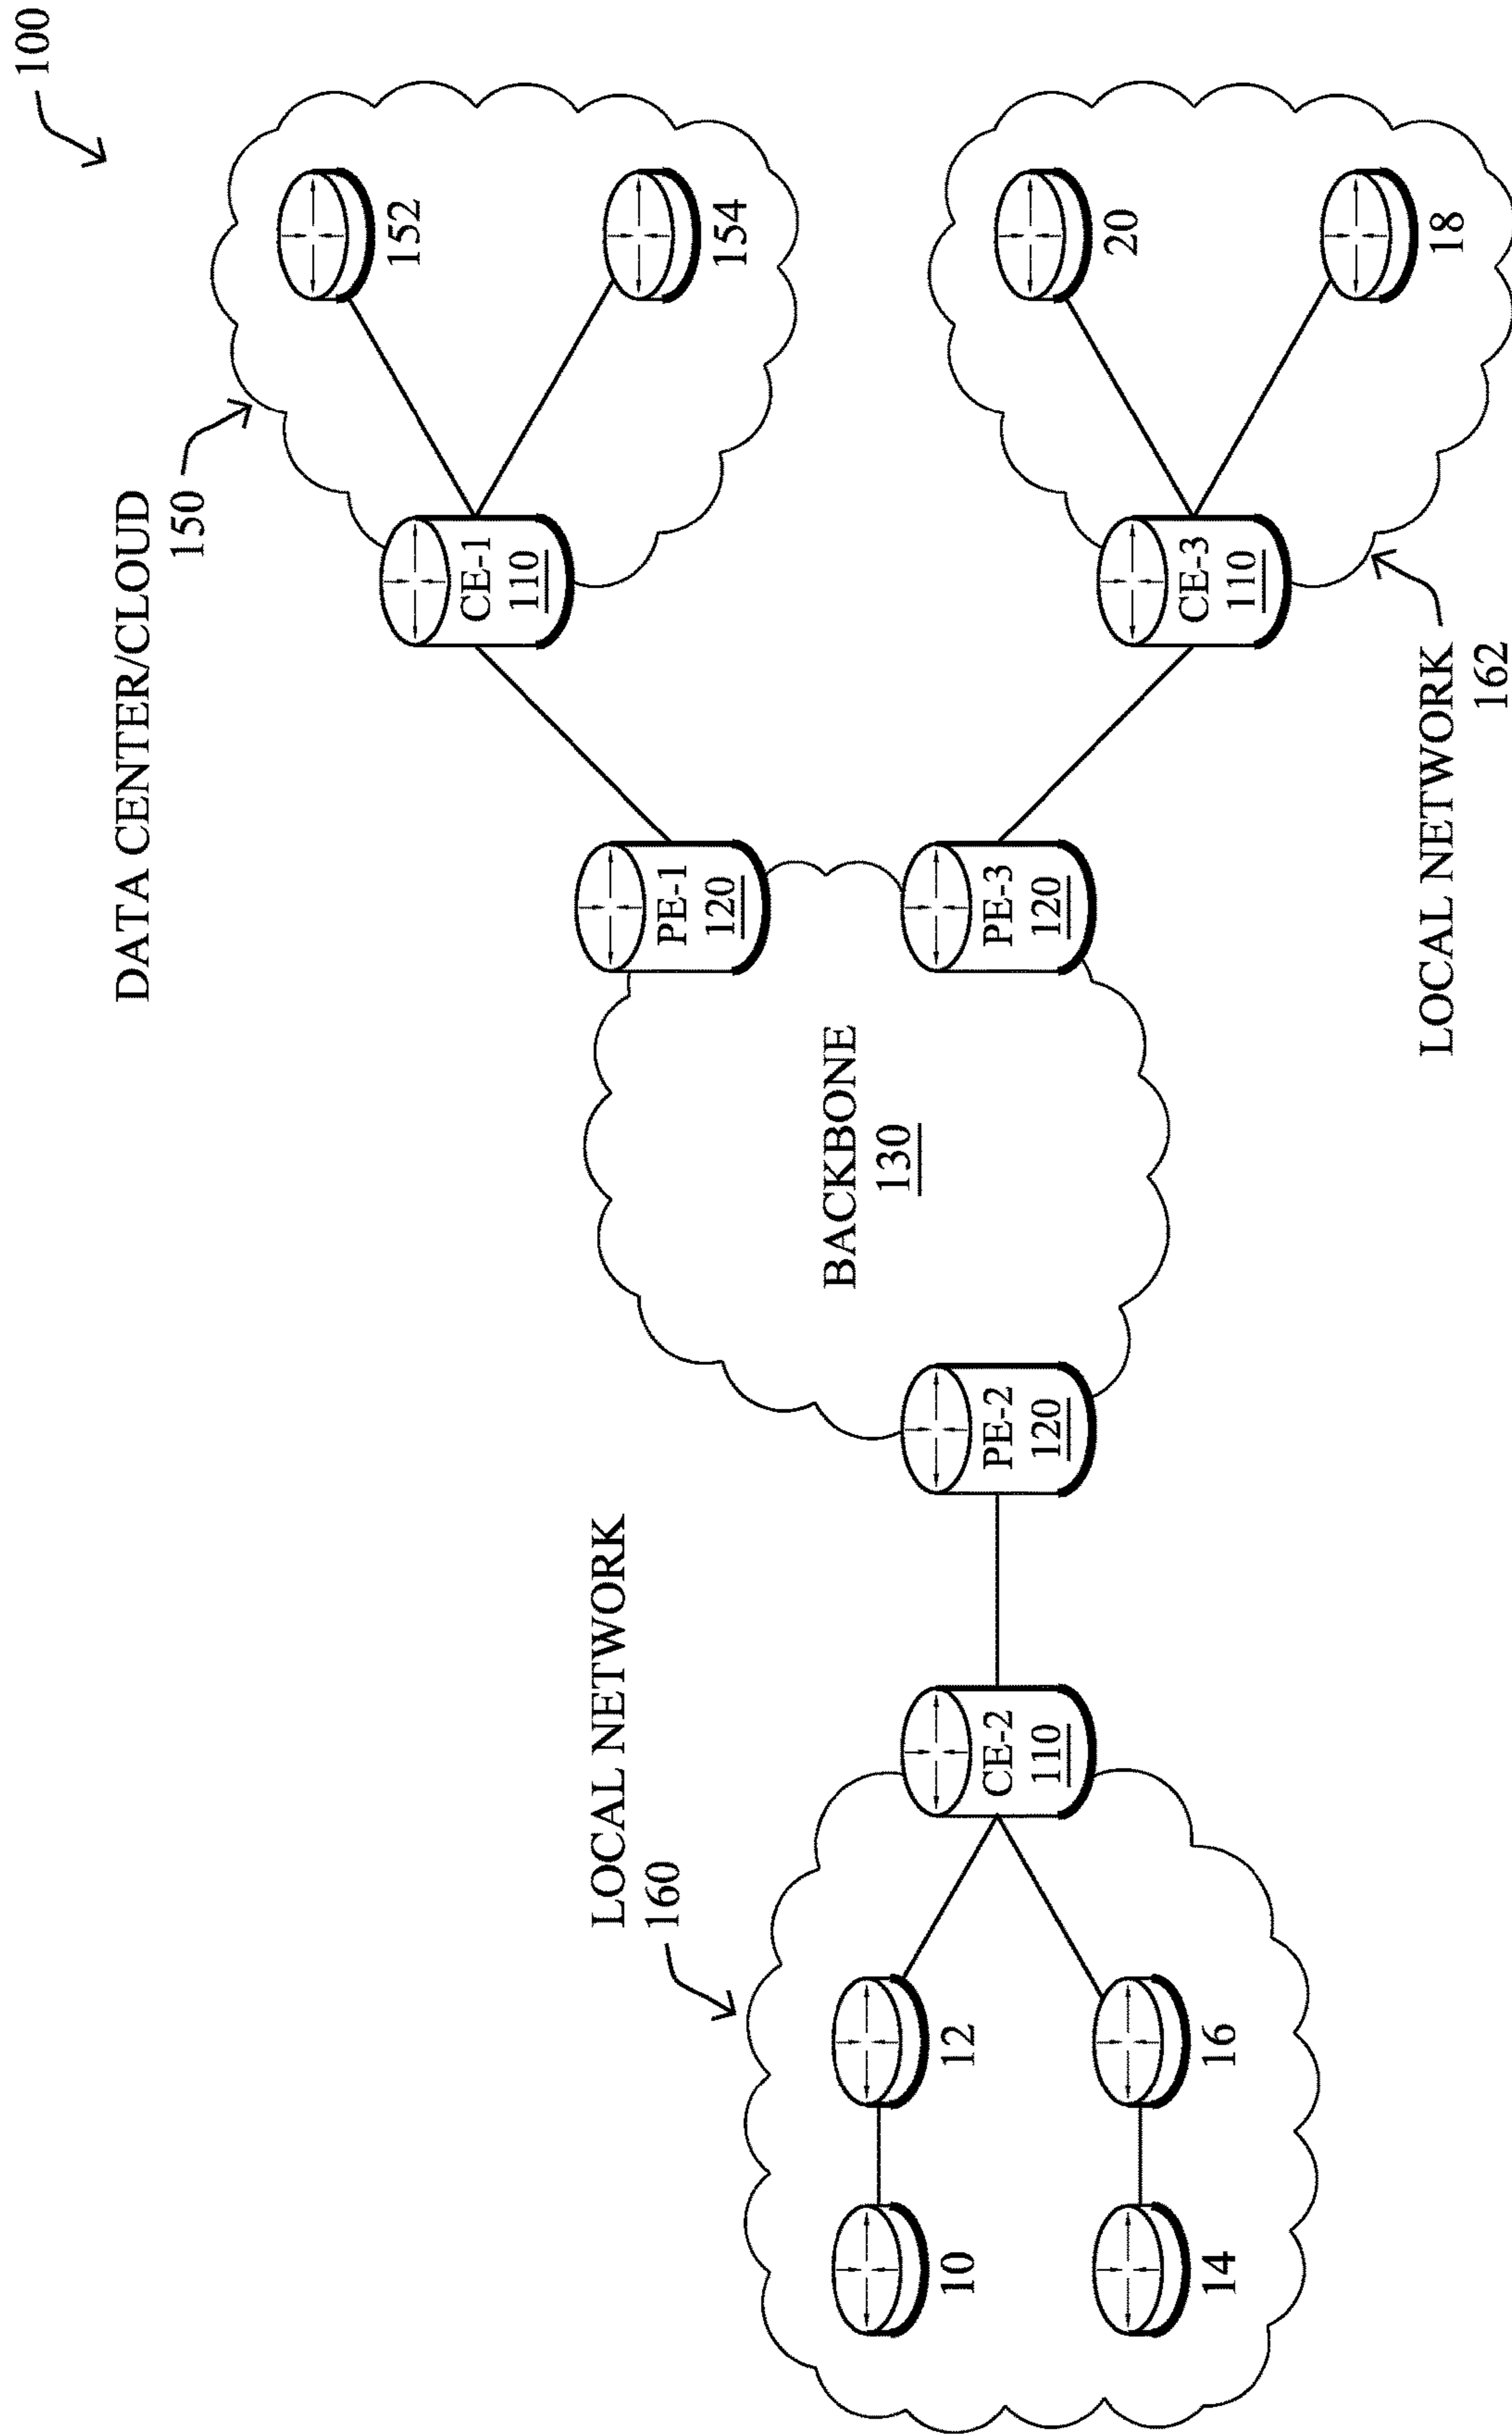 100
DATA CENTER/CLOUD
150
152
154
CE-1
110
PE-1
120
LOCAL NETWORK
160
BACKBONE
130
10
12
14
16
CE-2
110
PE-2
120
PE-3
120
CE-3
110
20
18
LOCAL NETWORK
162